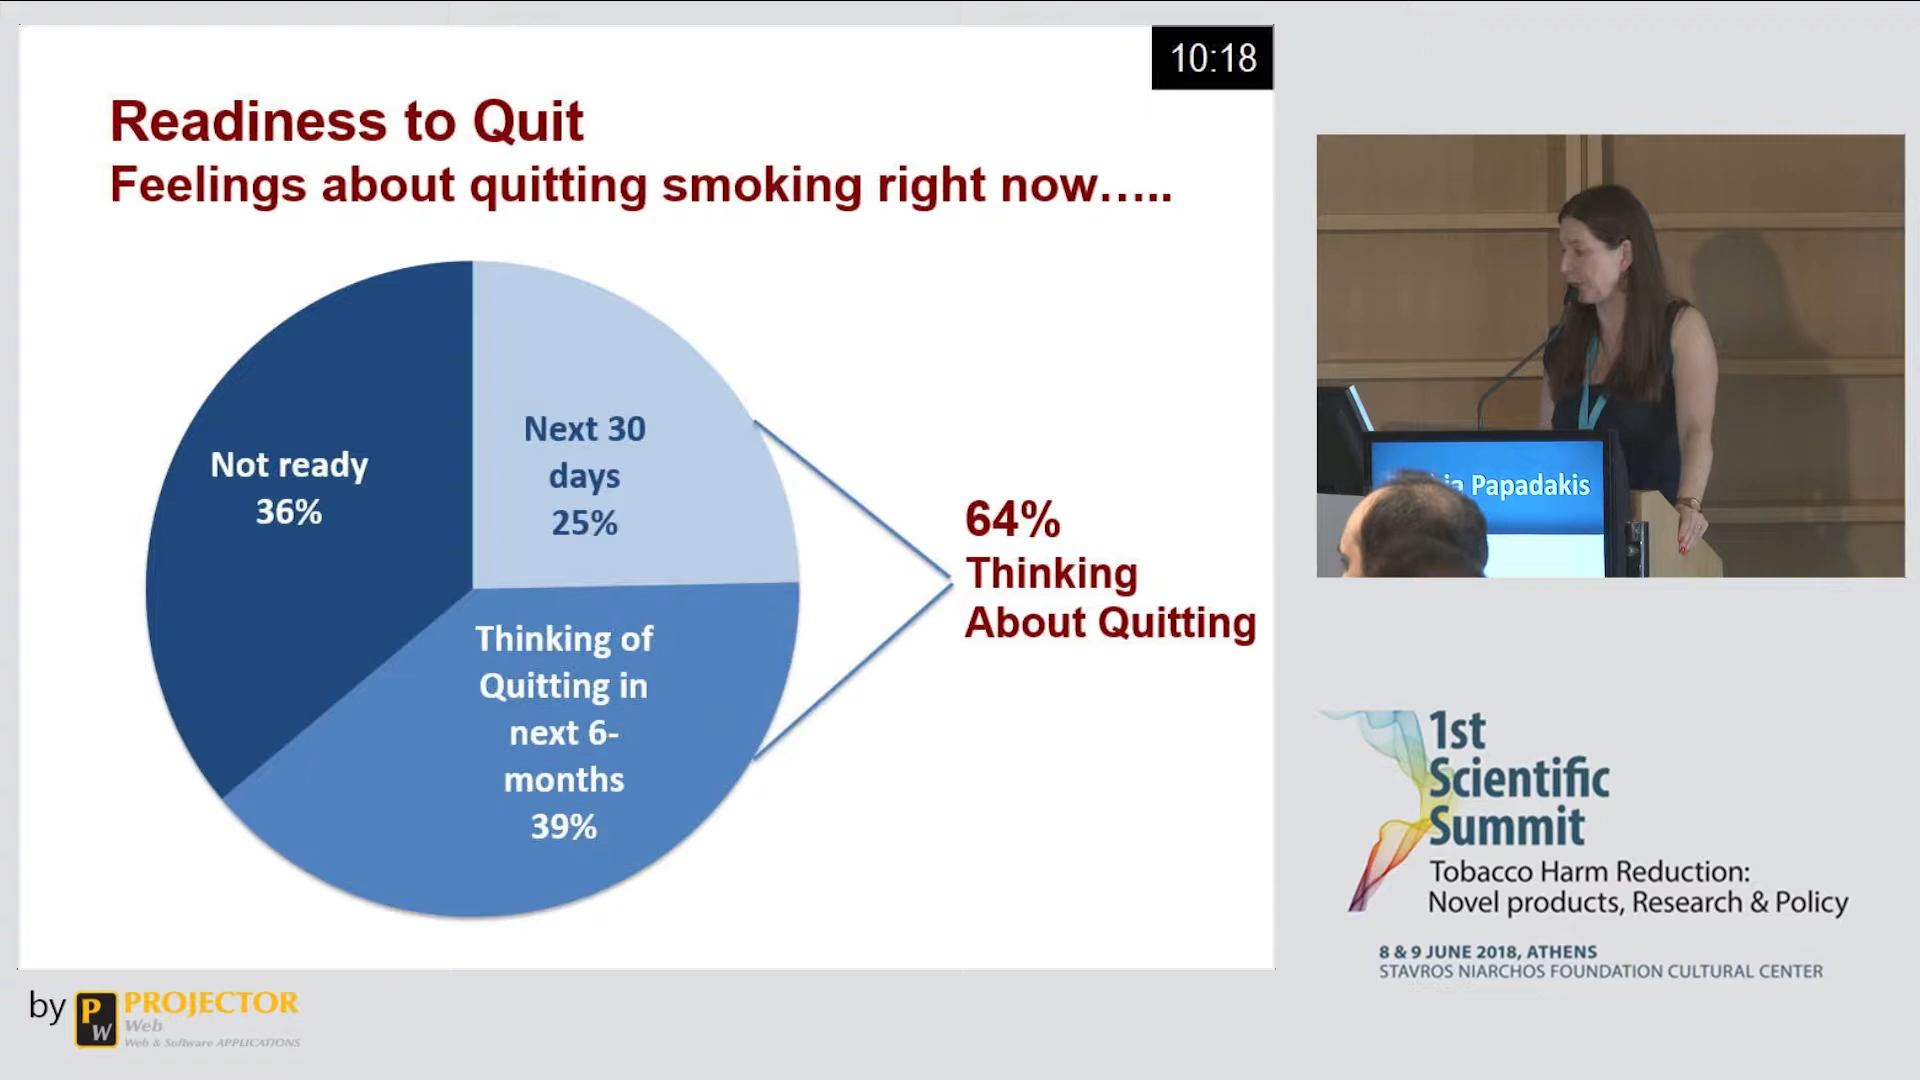 10:18
Readiness to Quit
Feelings about quitting smoking right now.....
Not ready
36%
Next 30
days
25%
Thinking of
Quitting in
next 6-
months
39%
64%
Thinking
About Quitting
Papadakis
1st
Scientific
Summit
Tobacco Harm Reduction:
Novel products, Research & Policy
8 & 9 JUNE 2018, ATHENS
STAVROS NIARCHOS FOUNDATION CULTURAL CENTER
by PW PROJECTOR
Web
Web & Software APPLICATIONS